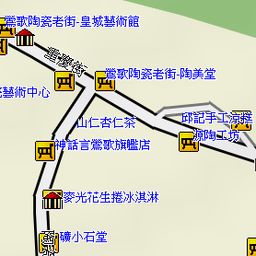 鶯歌陶瓷老街-皇城藝術館
重慶街
鶯歌陶瓷老街-陶美堂
藝術中心
山仁杏仁茶
邱記手工涼糕
源陶工坊
神話言鶯歌旗艦店
麥光花生捲冰淇淋
礦小石堂